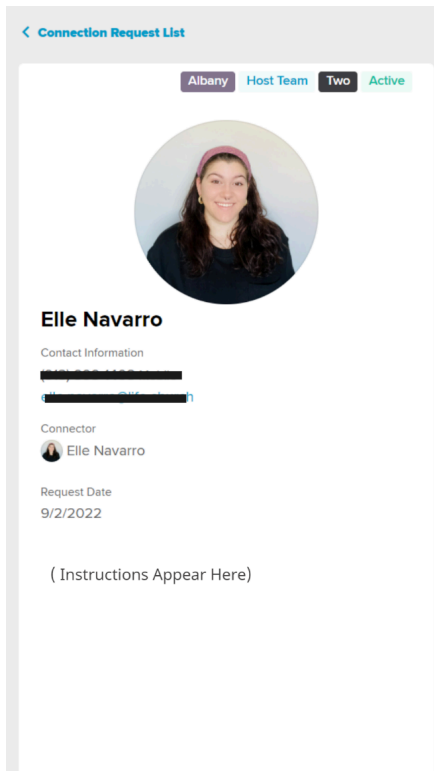 Connection Request List
Albany Host Team Two Active
Elle Navarro
Contact Information
Connector
Elle Navarro
Request Date
9/2/2022
( Instructions Appear Here)